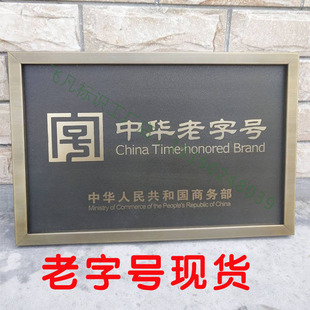 中华老字号
China Time-honored Brand
中华人民共和国商务部
Ministry of Commerce of the People's Republic of China
老字号现货